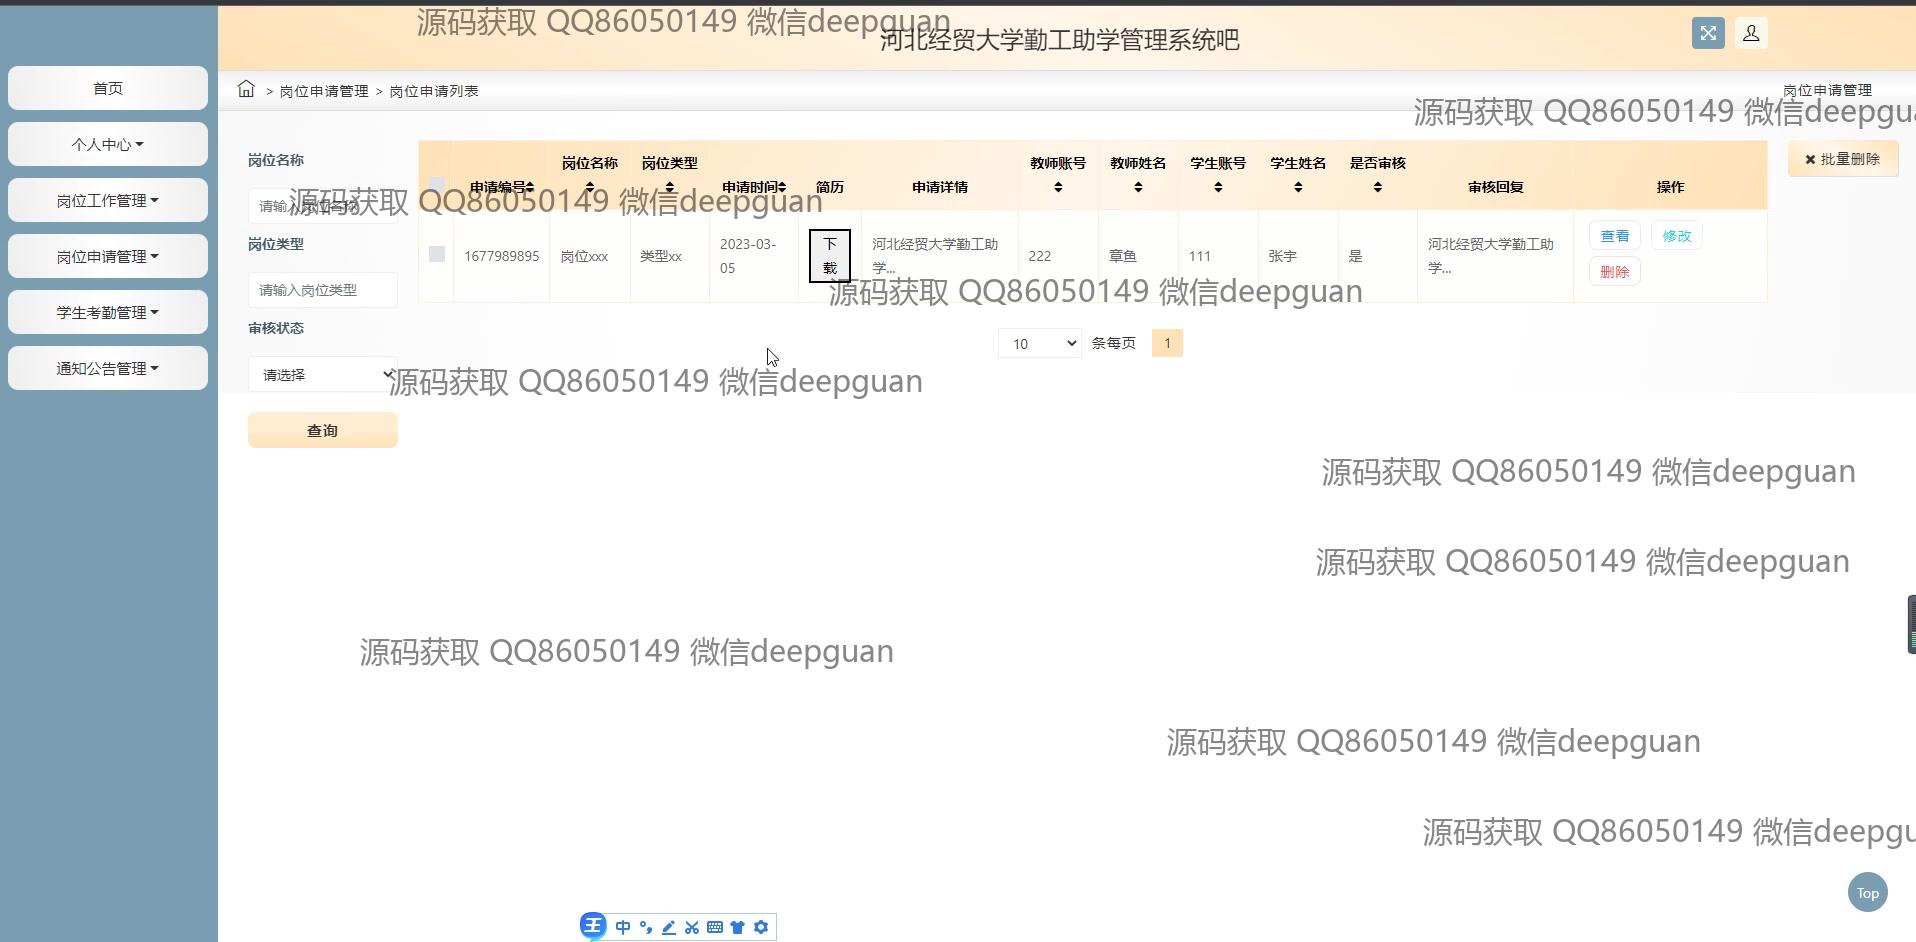 源码获取 QQ86050149 微信deepguan
河北经贸大学勤工助学管理系统吧
首页
个人中心
岗位工作管理
岗位申请管理
学生考勤管理
通知公告管理
> 岗位申请管理 > 岗位申请列表
岗位申请管理
源码获取 QQ86050149 微信deepgu
岗位名称
请输入岗位名称
岗位类型
请输入岗位类型
审核状态
请选择
查询
申请编号 岗位名称 岗位类型 申请时间 简历 申请详情 教师账号 教师姓名 学生账号 学生姓名 是否审核 审核回复 操作
源码获取 QQ86050149 微信deepguan
1677989895 岗位xxx 类型xx 2023-03-05 下载 河北经贸大学勤工助学... 222 章鱼 111 张宇 是 河北经贸大学勤工助学... 查看 修改 删除
批量删除
源码获取 QQ86050149 微信deepguan
10 条每页 1
源码获取 QQ86050149 微信deepguan
源码获取 QQ86050149 微信deepguan
源码获取 QQ86050149 微信deepguan
源码获取 QQ86050149 微信deepguan
源码获取 QQ86050149 微信deepguan
源码获取 QQ86050149 微信deepgu
Top
王 中